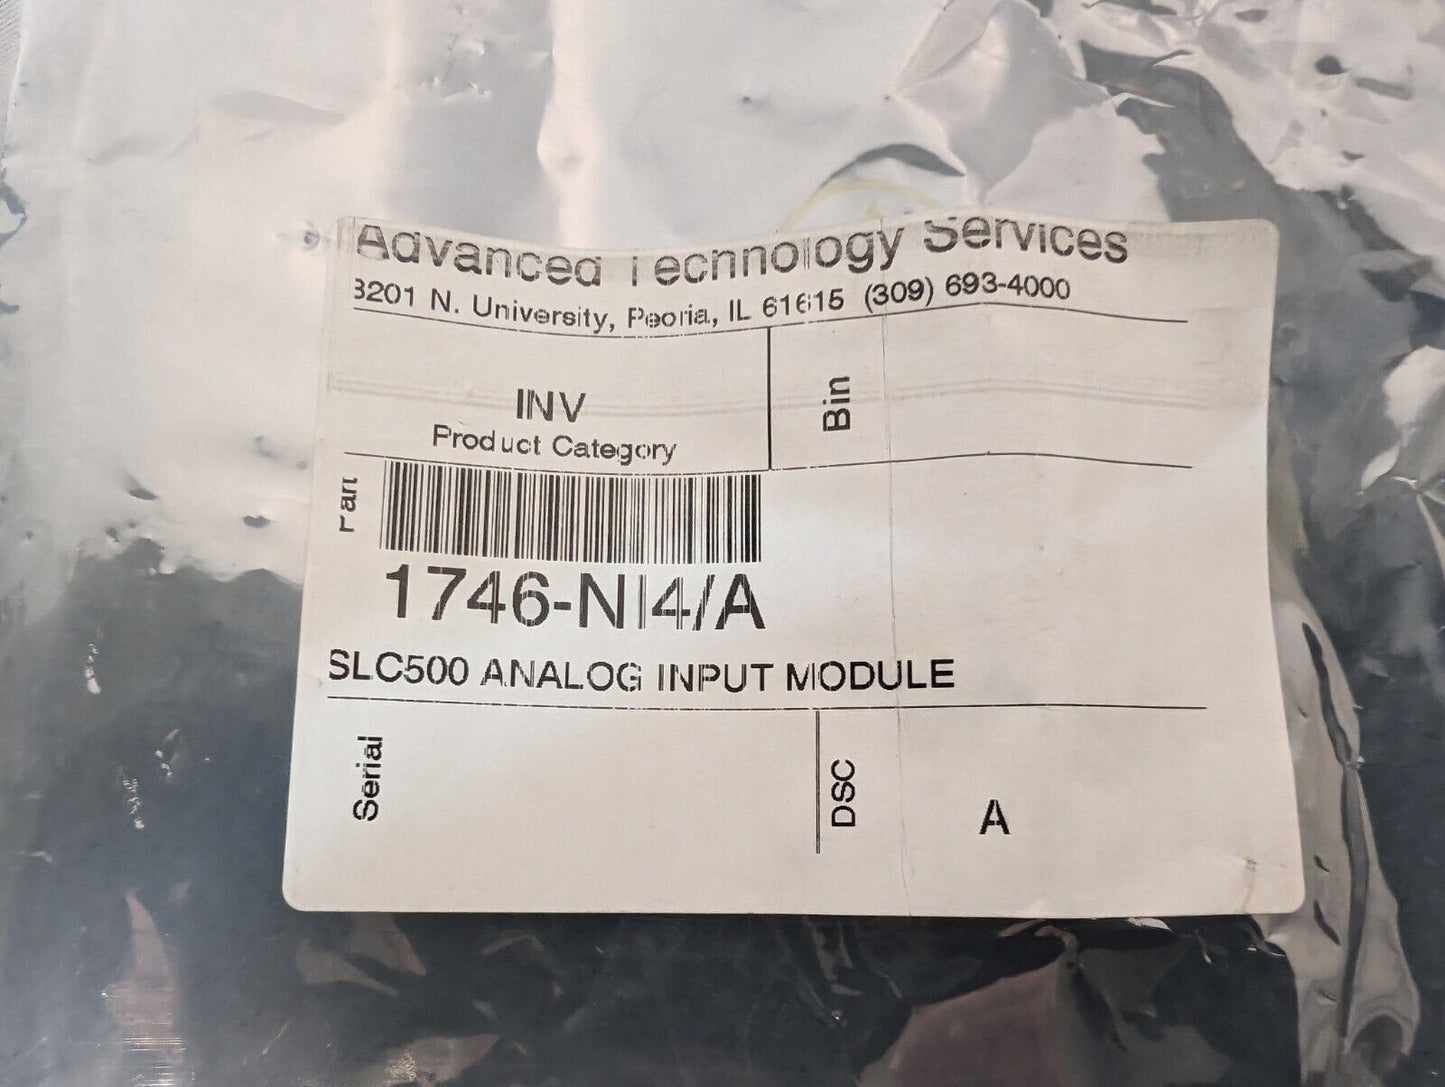 Advanced Technology Services
3201 N. University, Peoria, IL 61615 (309) 693-4000
INV
Product Category
Bin
Part
1746-NI4/A
SLC500 ANALOG INPUT MODULE
Serial
DSC
A